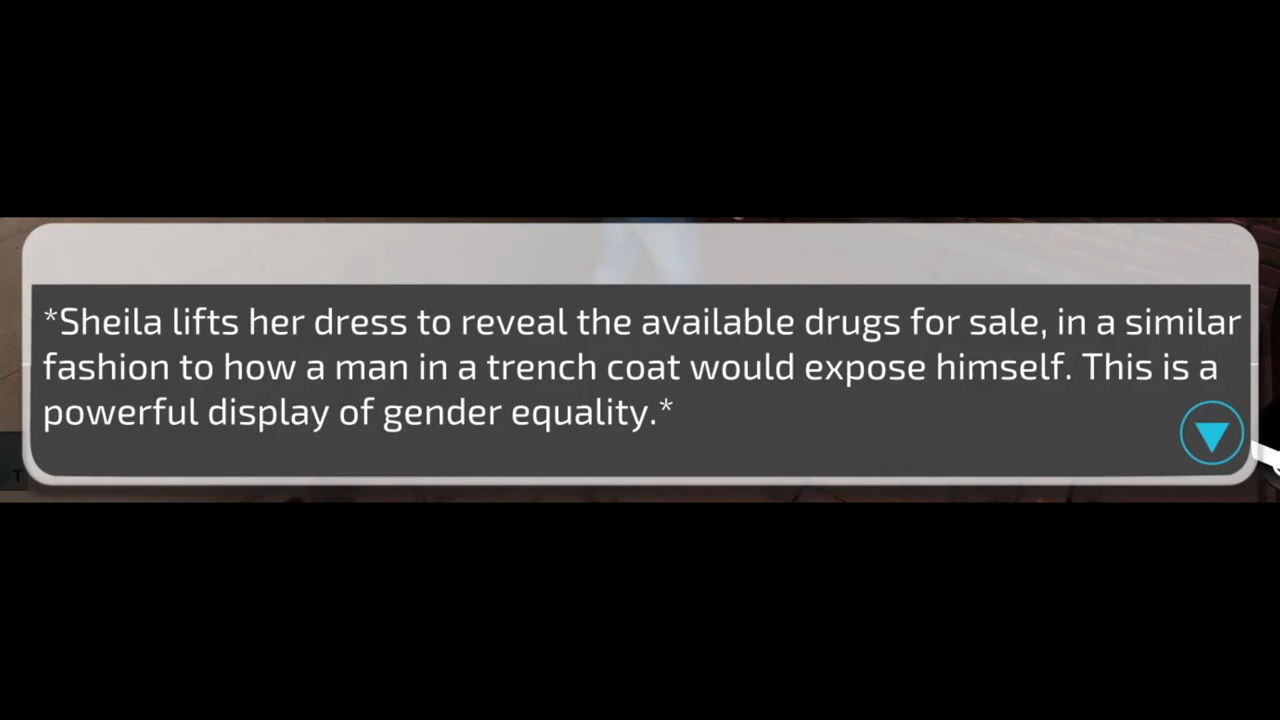 *Sheila lifts her dress to reveal the available drugs for sale, in a similar
fashion to how a man in a trench coat would expose himself. This is a
powerful display of gender equality.*
T